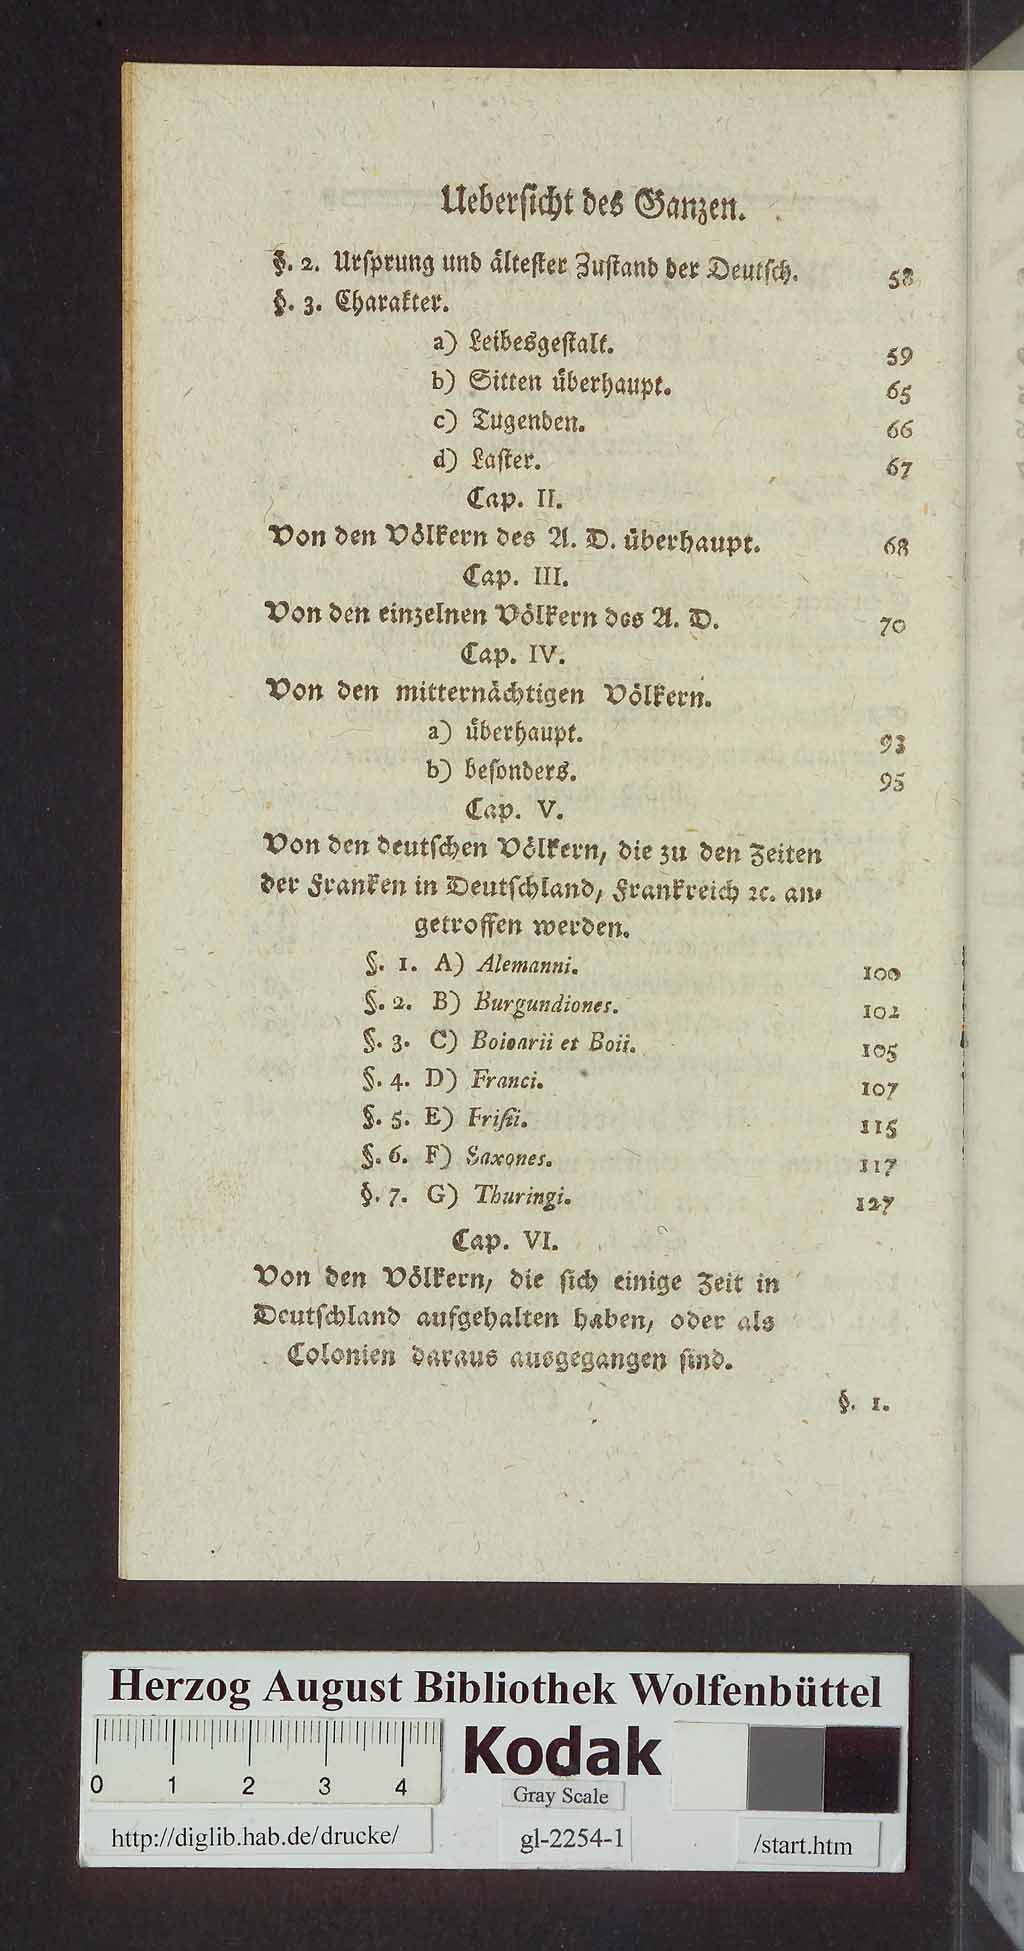 Uebersicht des Ganzen.
§. 2. Ursprung und ältester Zustand der Deutsch. 58
§. 3. Charakter.
a) Leibesgestalt. 59
b) Sitten überhaupt. 65
c) Tugenden. 66
d) Laster. 67
Cap. II.
Von den Völkern des A. D. überhaupt. 68
Cap. III.
Von den einzelnen Völkern des A. D. 70
Cap. IV.
Von den mitternächtigen Völkern.
a) überhaupt. 93
b) besonders. 95
Cap. V.
Von den deutschen Völkern, die zu den Zeiten
der Franken in Deutschland, Frankreich ꝛc. an-
getroffen werden.
§. 1. A) Alemanni. 100
§. 2. B) Burgundiones. 102
§. 3. C) Boioarii et Boii. 105
§. 4. D) Franci. 107
§. 5. E) Frisii. 115
§. 6. F) Saxones. 117
§. 7. G) Thuringi. 127
Cap. VI.
Von den Völkern, die sich einige Zeit in
Deutschland aufgehalten haben, oder als
Colonien daraus ausgegangen sind.
§. 1.
Herzog August Bibliothek Wolfenbüttel
Kodak
0 1 2 3 4
Gray Scale
http://diglib.hab.de/drucke/ gl-2254-1 /start.htm